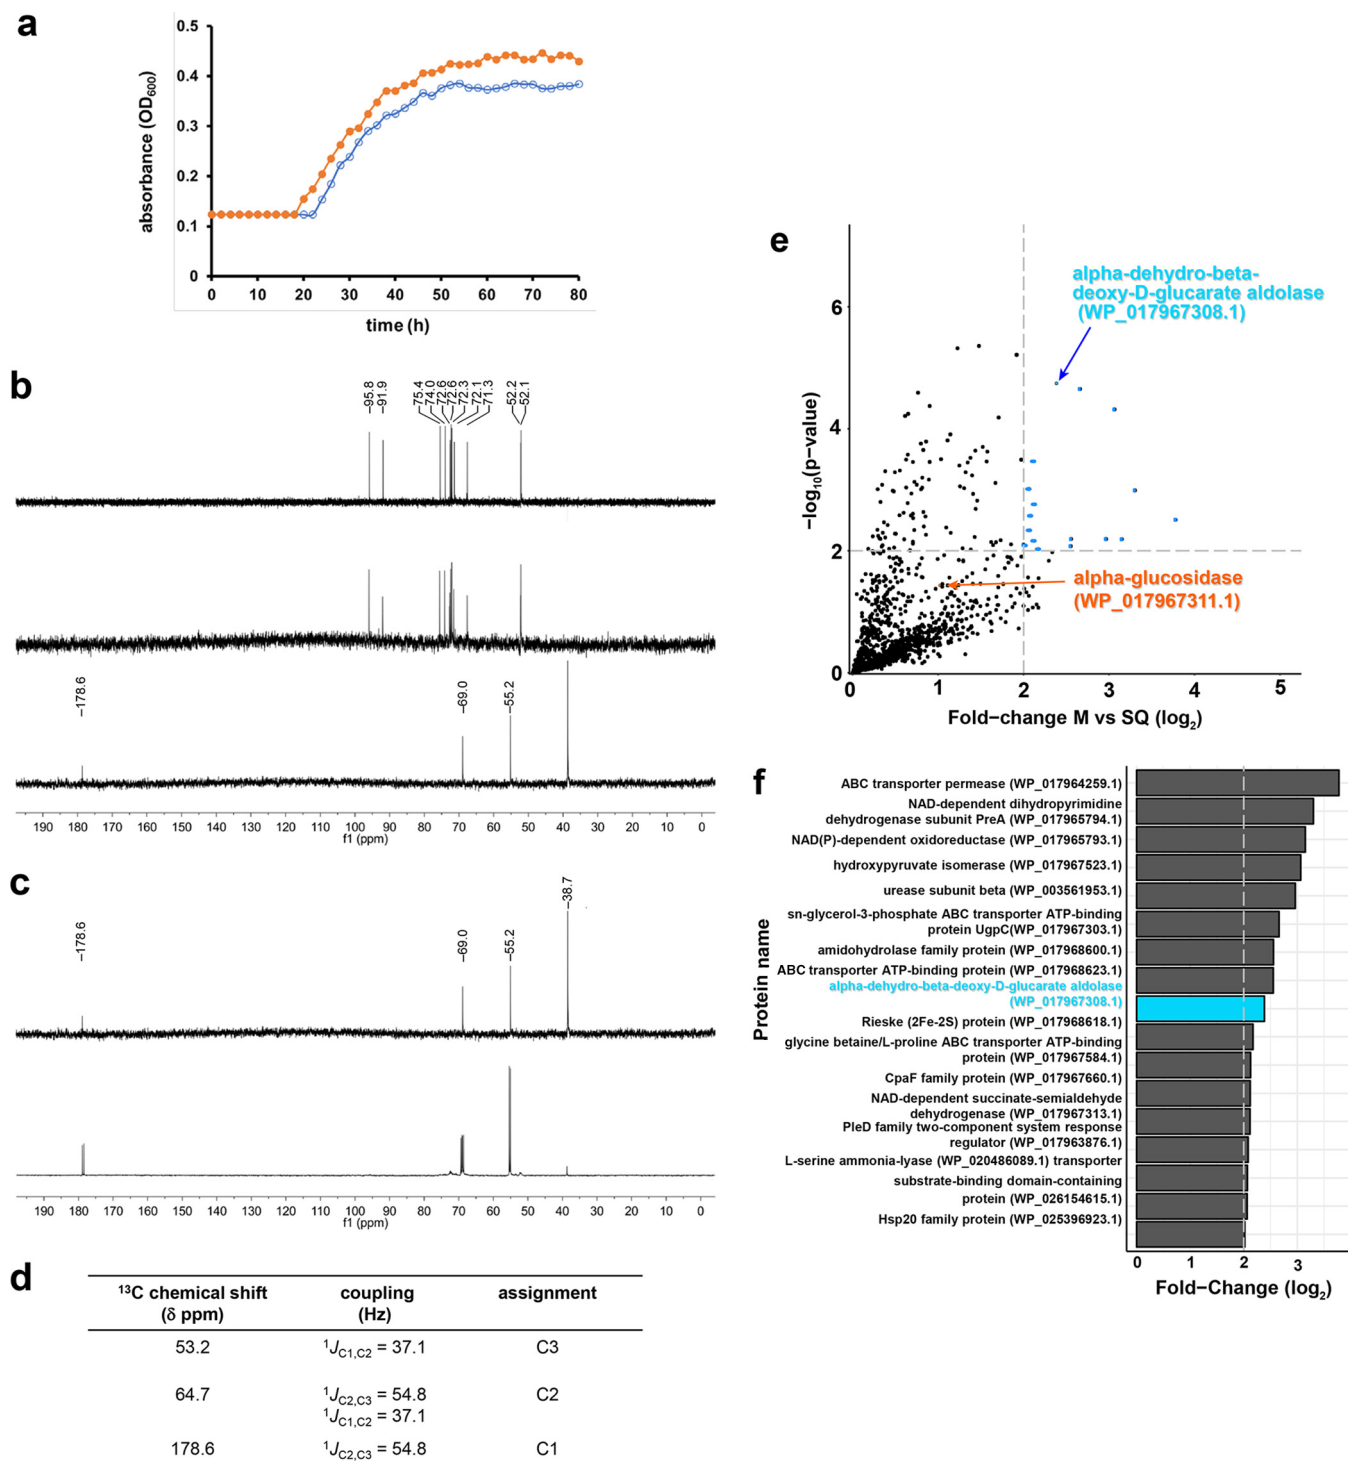 a
0.5
0.4
0.3
0.2
0.1
0
absorbance (OD600)
0 10 20 30 40 50 60 70 80
time (h)
b
95.8
91.9
75.4
74.0
72.6
72.6
72.3
72.1
71.3
52.2
52.1
178.6
69.0
55.2
190 180 170 160 150 140 130 120 110 100 90 80 70 60 50 40 30 20 10 0
f1 (ppm)
c
178.6
69.0
55.2
38.7
190 180 170 160 150 140 130 120 110 100 90 80 70 60 50 40 30 20 10 0
f1 (ppm)
d
13C chemical shift coupling assignment
(δ ppm) (Hz)
53.2 1JC1,C2 = 37.1 C3
64.7 1JC2,C3 = 54.8 C2
1JC1,C2 = 37.1
178.6 1JC2,C3 = 54.8 C1
e
alpha-dehydro-beta-
deoxy-D-glucarate aldolase
(WP_017967308.1)
6
4
2
0
−log10(p−value)
alpha-glucosidase
(WP_017967311.1)
0 1 2 3 4 5
Fold−change M vs SQ (log2)
f
Protein name
ABC transporter permease (WP_017964259.1)
NAD-dependent dihydropyrimidine
dehydrogenase subunit PreA (WP_017965794.1)
NAD(P)-dependent oxidoreductase (WP_017965793.1)
hydroxypyruvate isomerase (WP_017967523.1)
urease subunit beta (WP_003561953.1)
sn-glycerol-3-phosphate ABC transporter ATP-binding
protein UgpC(WP_017967303.1)
amidohydrolase family protein (WP_017968600.1)
ABC transporter ATP-binding protein (WP_017968623.1)
alpha-dehydro-beta-deoxy-D-glucarate aldolase
(WP_017967308.1)
Rieske (2Fe-2S) protein (WP_017968618.1)
glycine betaine/L-proline ABC transporter ATP-binding
protein (WP_017967584.1)
CpaF family protein (WP_017967660.1)
NAD-dependent succinate-semialdehyde
dehydrogenase (WP_017967313.1)
PleD family two-component system response
regulator (WP_017963876.1)
L-serine ammonia-lyase (WP_020486089.1) transporter
substrate-binding domain-containing
protein (WP_026154615.1)
Hsp20 family protein (WP_025396923.1)
0 1 2 3
Fold−Change (log2)